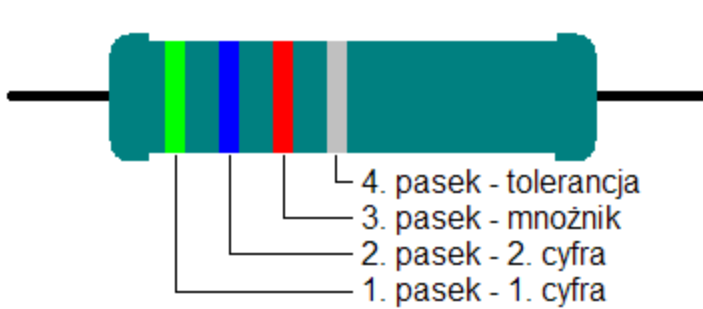 4. pasek - tolerancja
3. pasek - mnożnik
2. pasek - 2. cyfra
1. pasek - 1. cyfra